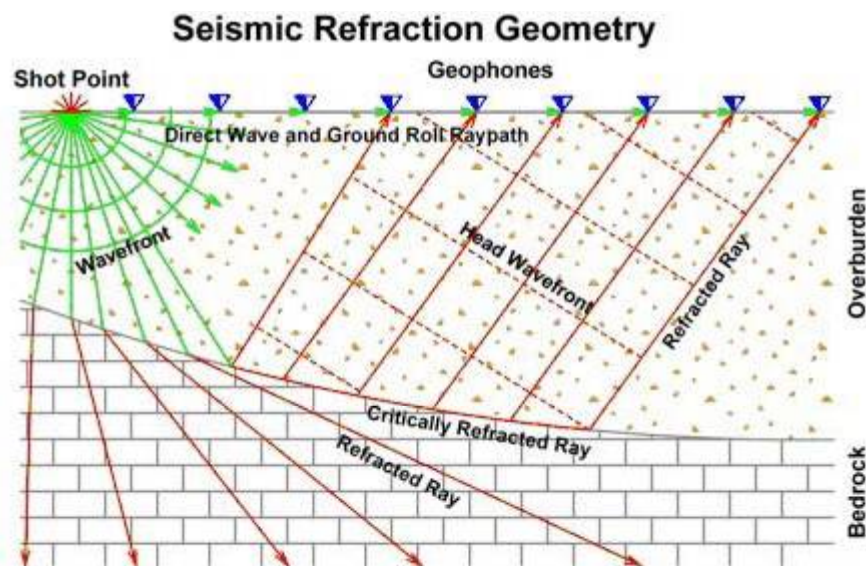 Seismic Refraction Geometry
Shot Point
Geophones
Direct Wave and Ground Roll Raypath
Wavefront
Head Wavefront
Refracted Ray
Overburden
Critically Refracted Ray
Refracted Ray
Bedrock